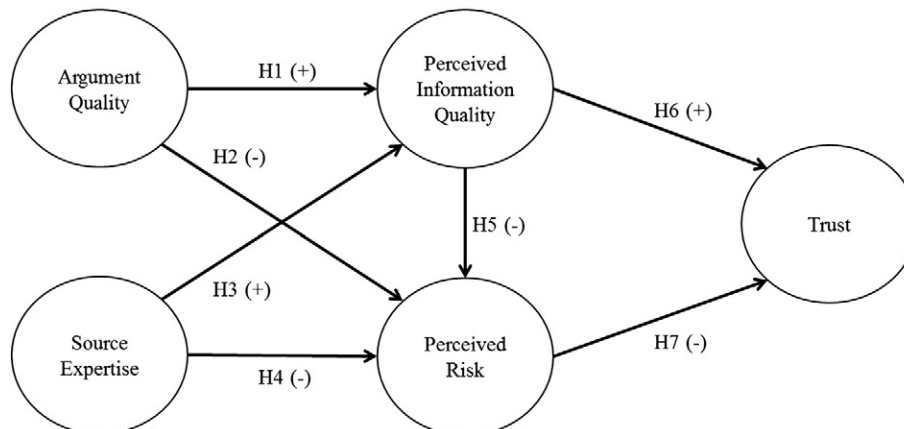 Argument
Quality
H1 (+)
Perceived
Information
Quality
H2 (-)
H6 (+)
H5 (-)
Trust
H3 (+)
Source
Expertise
H4 (-)
Perceived
Risk
H7 (-)